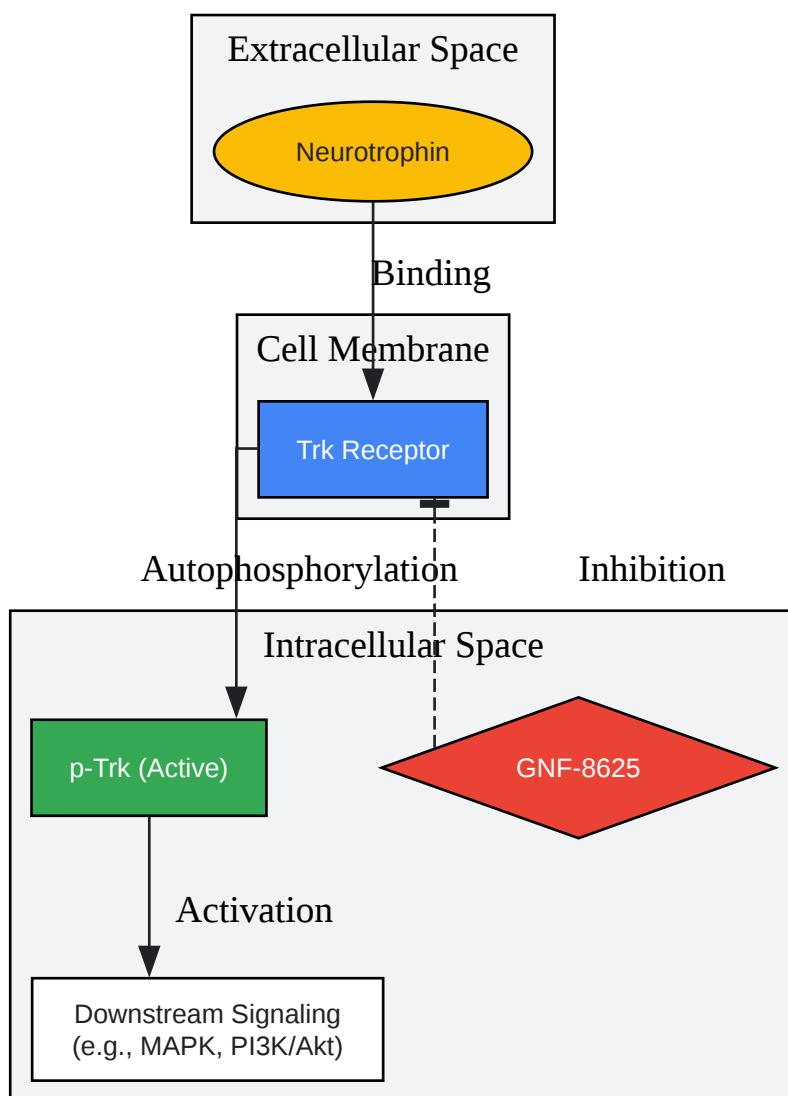 Extracellular Space
Neurotrophin
Binding
Cell Membrane
Trk Receptor
Autophosphorylation
Inhibition
Intracellular Space
p-Trk (Active)
GNF-8625
Activation
Downstream Signaling
(e.g., MAPK, PI3K/Akt)